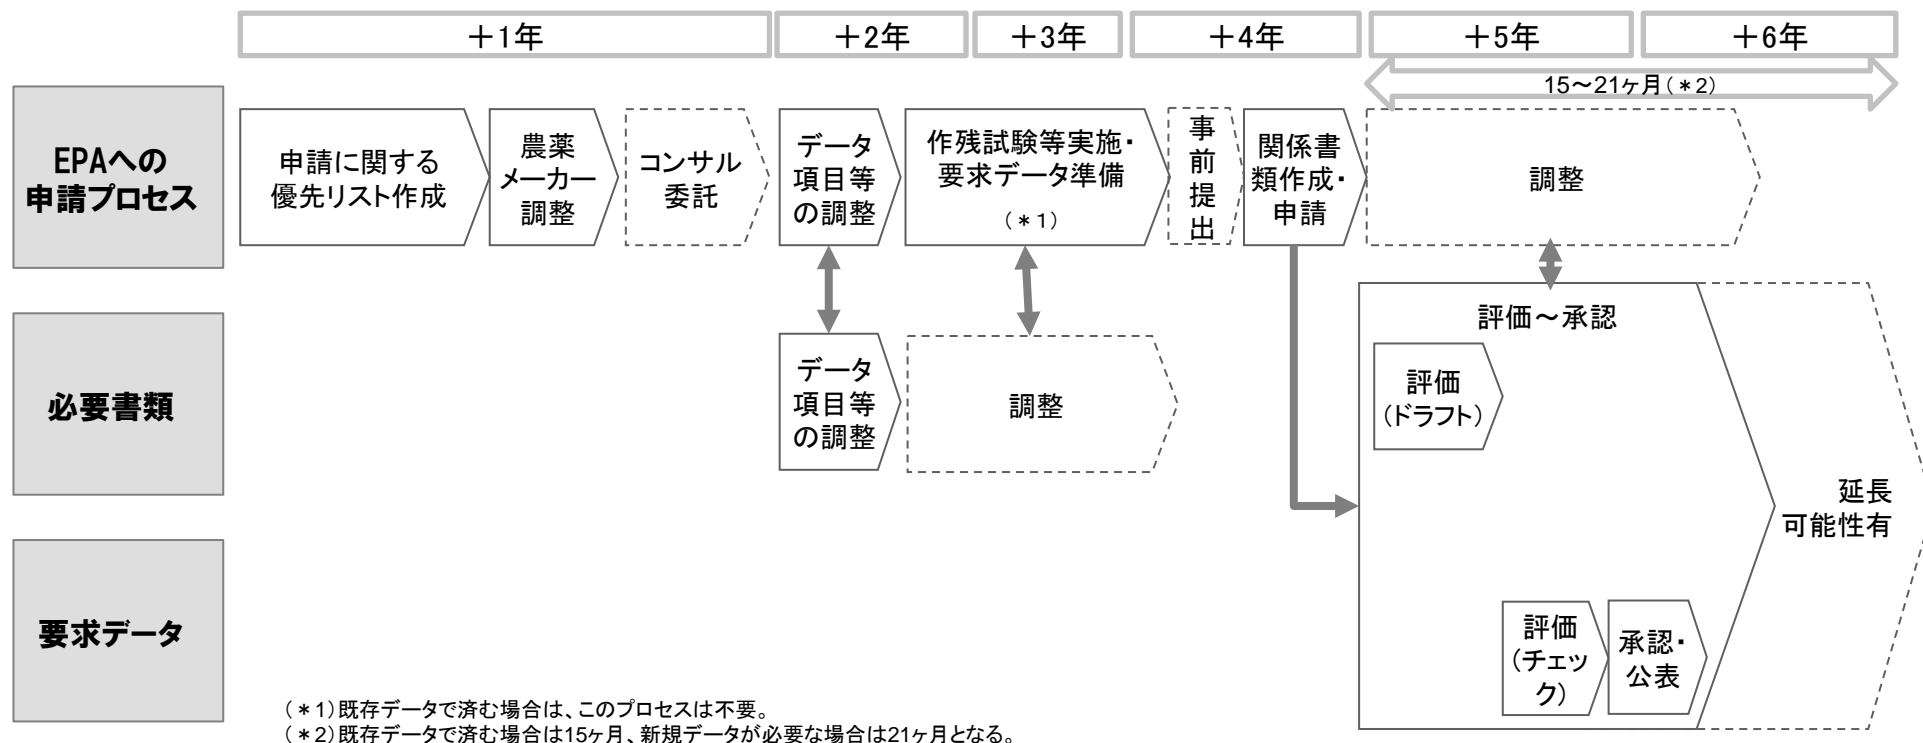 +1年
+2年
+3年
+4年
+5年
+6年
15～21ヶ月(＊2)
EPAへの
申請プロセス
申請に関する
優先リスト作成
農薬
メーカー
調整
コンサル
委託
データ
項目等
の調整
作残試験等実施・
要求データ準備
(＊1)
事
前
提
出
関係書
類作成・
申請
調整
必要書類
データ
項目等
の調整
調整
評価～承認
評価
(ドラフト)
延長
可能性有
要求データ
評価
(チェッ
ク)
承認・
公表
(＊1)既存データで済む場合は、このプロセスは不要。
(＊2)既存データで済む場合は15ヶ月、新規データが必要な場合は21ヶ月となる。